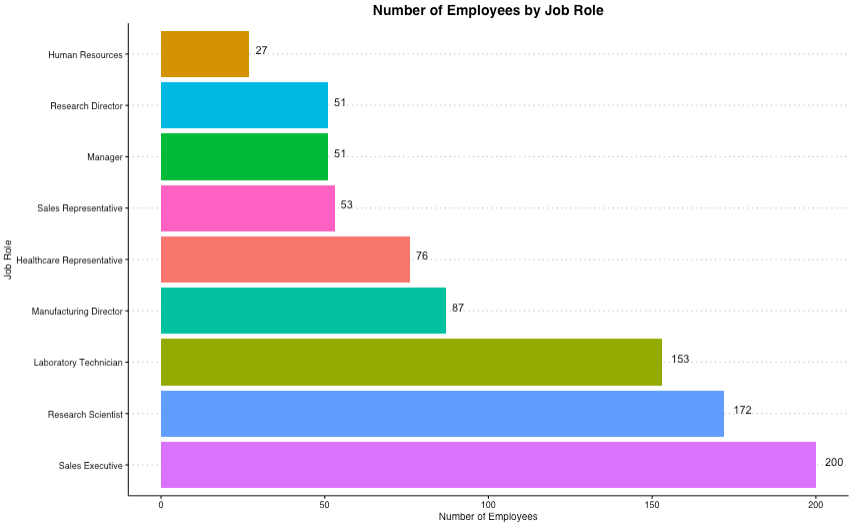 Number of Employees by Job Role
Job Role
Human Resources 27
Research Director 51
Manager 51
Sales Representative 53
Healthcare Representative 76
Manufacturing Director 87
Laboratory Technician 153
Research Scientist 172
Sales Executive 200
0 50 100 150 200
Number of Employees